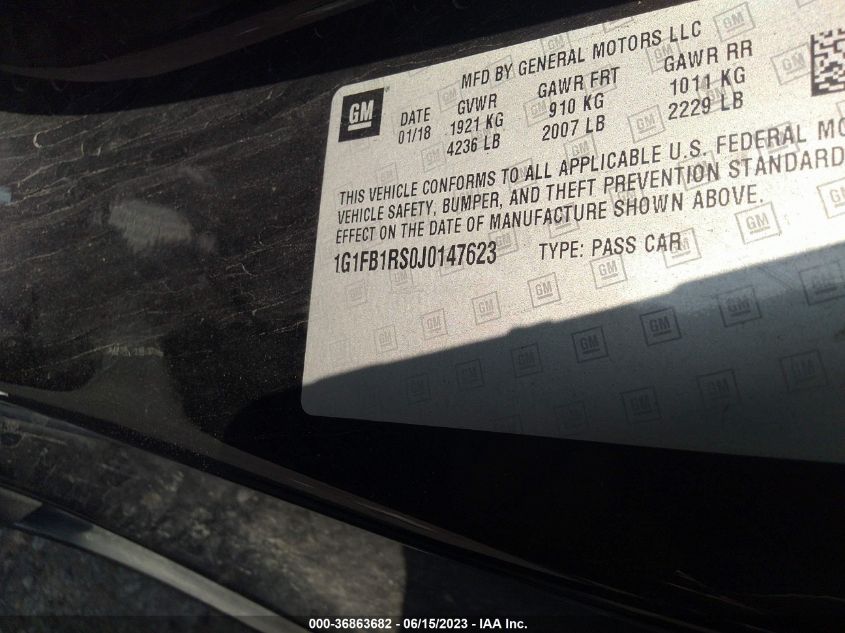 MFD BY GENERAL MOTORS LLC
GM
DATE GVWR GAWR FRT GAWR RR
01/18 1921 KG 910 KG 1011 KG
4236 LB 2007 LB 2229 LB
THIS VEHICLE CONFORMS TO ALL APPLICABLE U.S. FEDERAL MO
VEHICLE SAFETY, BUMPER, AND THEFT PREVENTION STANDARD
EFFECT ON THE DATE OF MANUFACTURE SHOWN ABOVE.
1G1FB1RS0J0147623 TYPE: PASS CAR
000-36863682 - 06/15/2023 - IAA Inc.